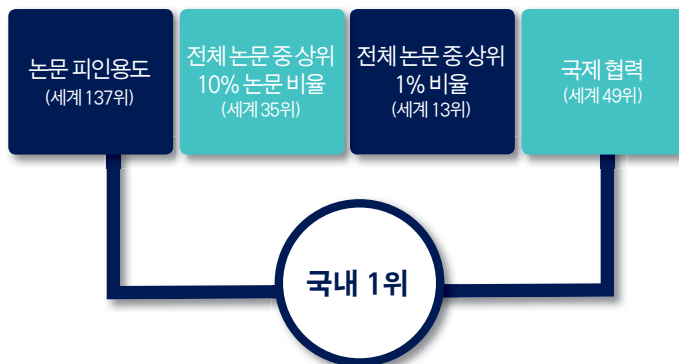 논문 피인용도
(세계 137위)
전체 논문 중 상위
10% 논문 비율
(세계 35위)
전체 논문 중 상위
1% 비율
(세계 13위)
국제 협력
(세계 49위)
국내 1위